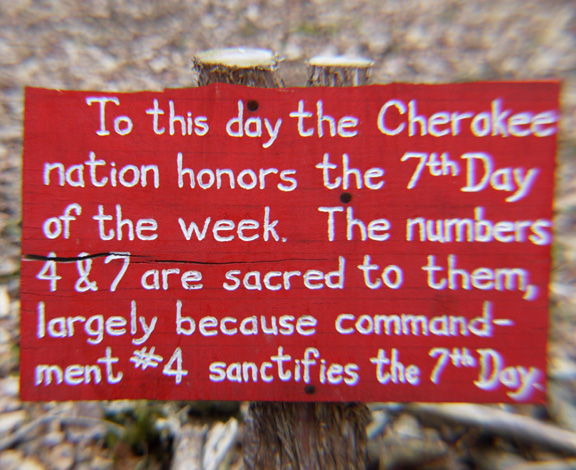 To this day the Cherokee
nation honors the 7th Day
of the week. The numbers
4 & 7 are sacred to them,
largely because command-
ment #4 sanctifies the 7th Day.